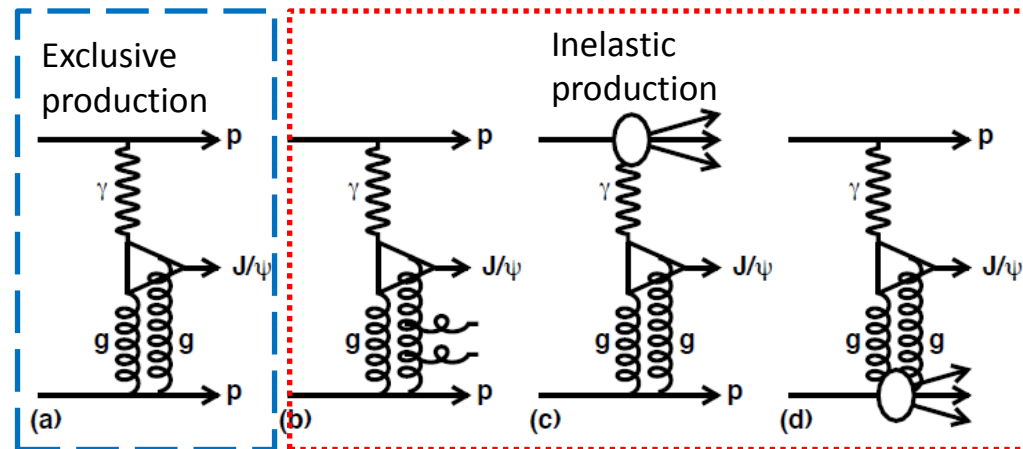 Exclusive
production
Inelastic
production
p
γ
J/ψ
g g
p
(a)
p
γ
J/ψ
g g
p
(b)
γ
J/ψ
g g
p
(c)
p
γ
J/ψ
g g
(d)